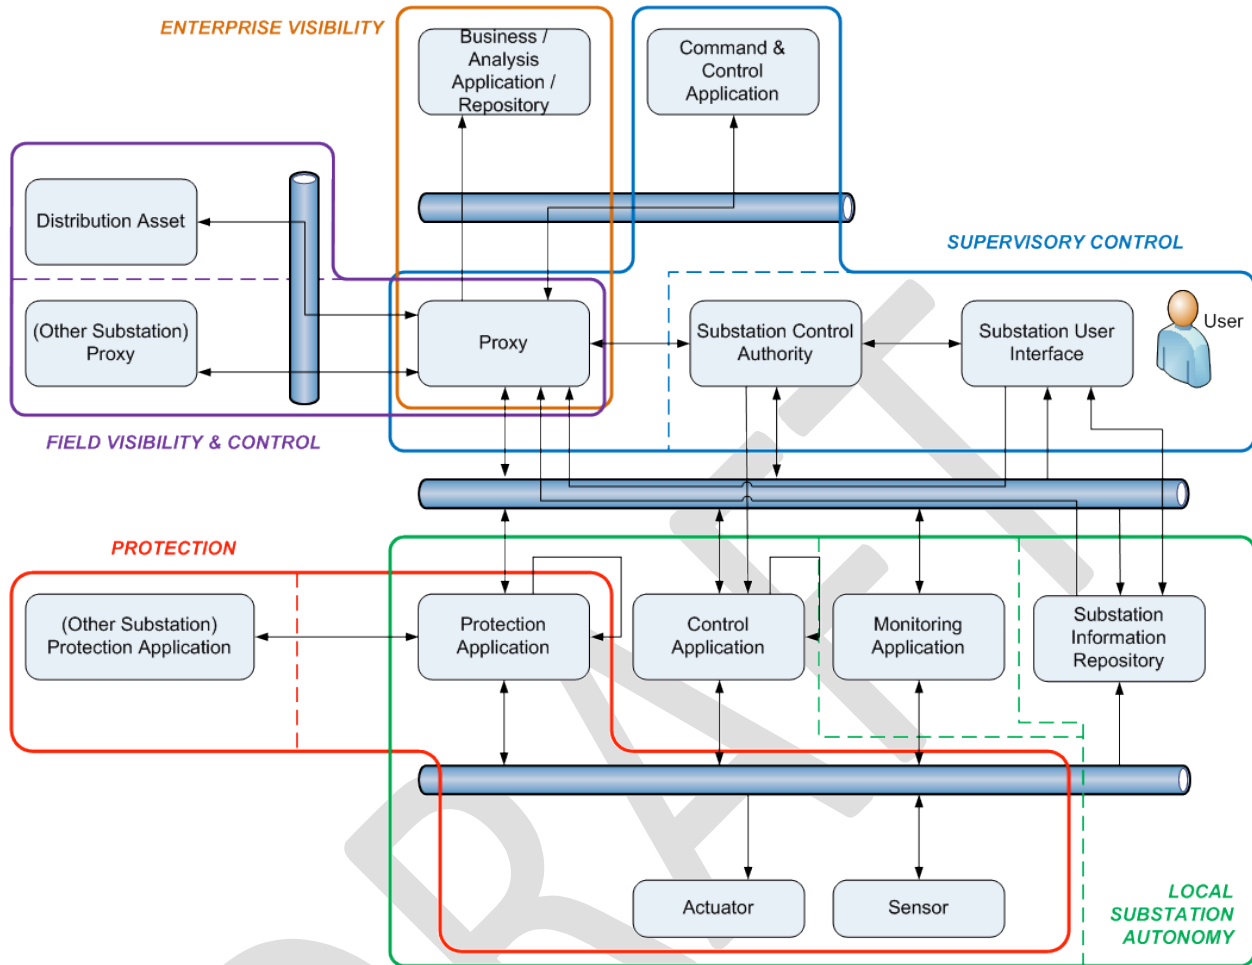 ENTERPRISE VISIBILITY
Business /
Analysis
Application /
Repository
Command &
Control
Application
Distribution Asset
SUPERVISORY CONTROL
(Other Substation)
Proxy
Proxy
Substation Control
Authority
Substation User
Interface
User
FIELD VISIBILITY & CONTROL
PROTECTION
(Other Substation)
Protection Application
Protection
Application
Control
Application
Monitoring
Application
Substation
Information
Repository
Actuator
Sensor
LOCAL
SUBSTATION
AUTONOMY
DRAFT